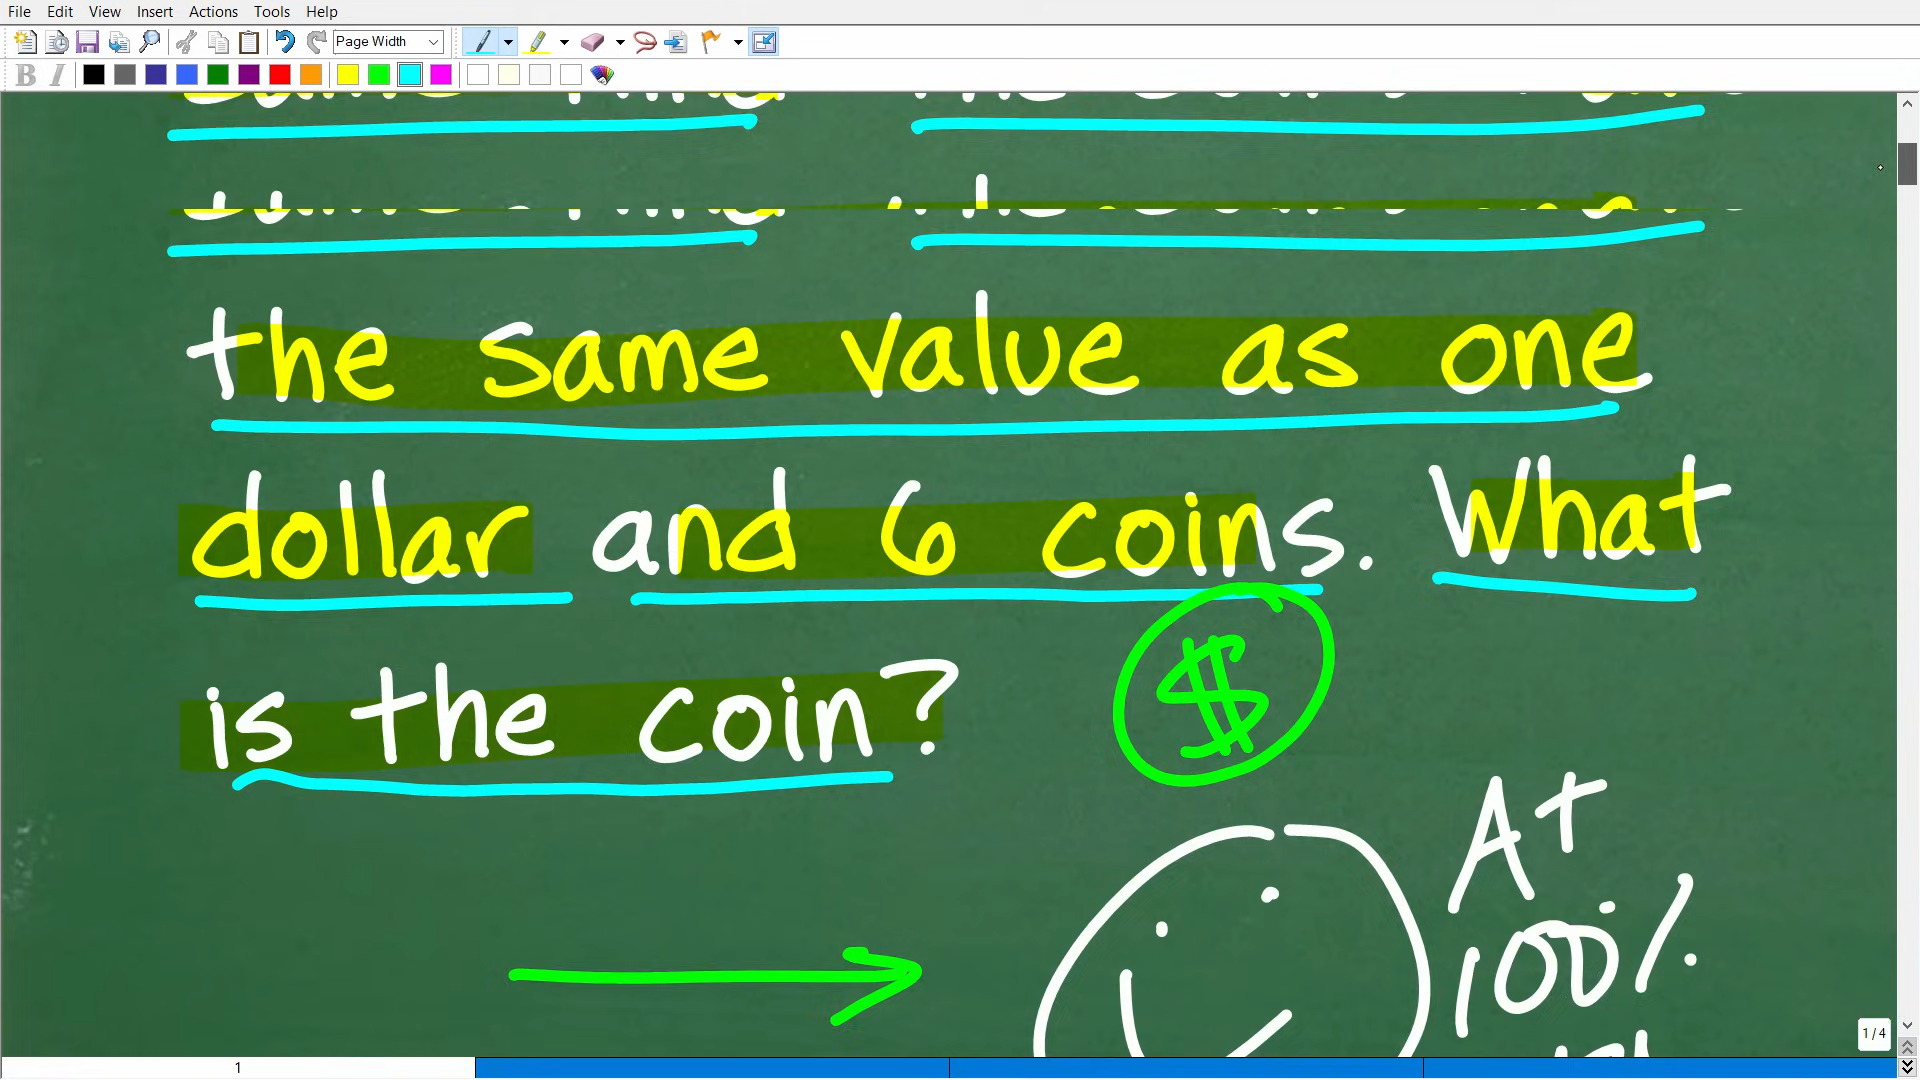 File Edit View Insert Actions Tools Help
Page Width
B I
the same value as one
dollar and 6 coins. What
is the coin?
$
A+
100%
1 / 4
1